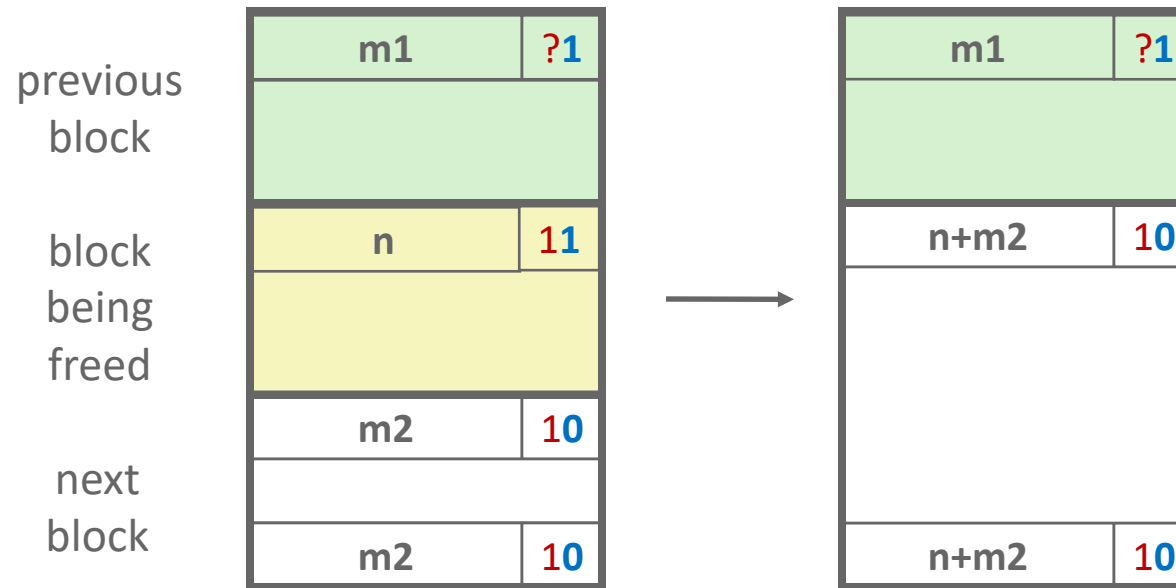 previous
block
m1 ?1
block
being
freed
n 11
next
block
m2 10
m2 10
m1 ?1
n+m2 10
n+m2 10